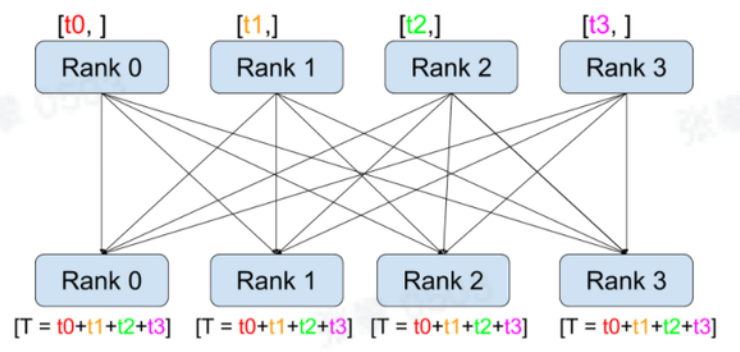 [t0, ] [t1,] [t2,] [t3, ]
Rank 0 Rank 1 Rank 2 Rank 3
Rank 0 Rank 1 Rank 2 Rank 3
[T = t0+t1+t2+t3] [T = t0+t1+t2+t3] [T = t0+t1+t2+t3] [T = t0+t1+t2+t3]